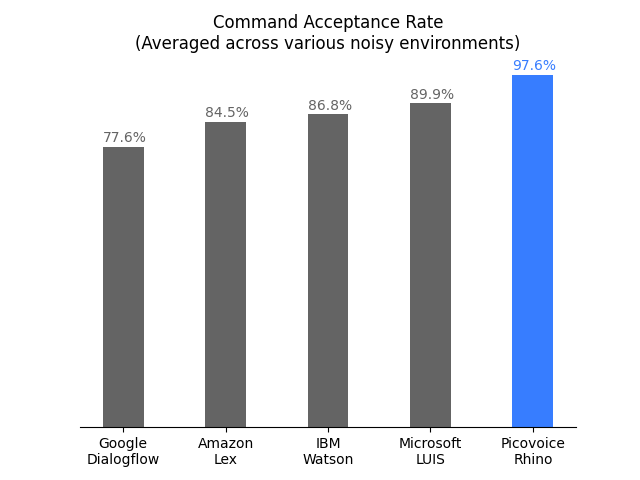 Command Acceptance Rate
(Averaged across various noisy environments)
77.6%
84.5%
86.8%
89.9%
97.6%
Google
Dialogflow
Amazon
Lex
IBM
Watson
Microsoft
LUIS
Picovoice
Rhino